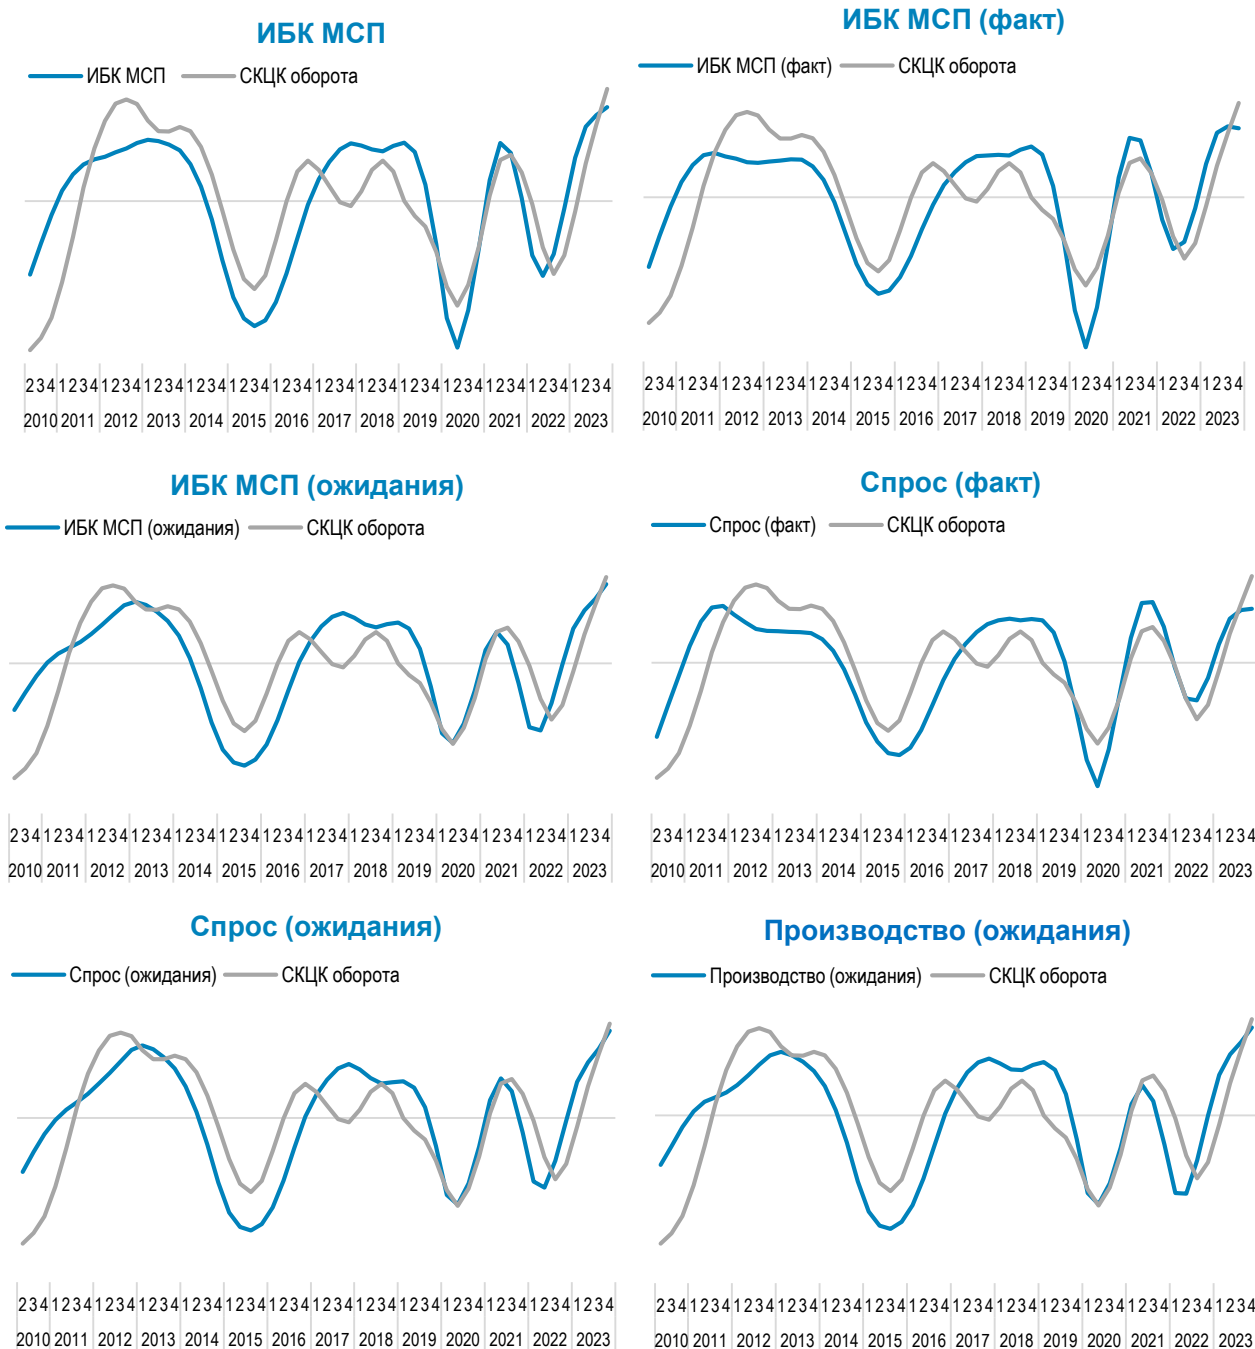 ИБК МСП
ИБК МСП СКЦК оборота
2 3 4 1 2 3 4 1 2 3 4 1 2 3 4 1 2 3 4 1 2 3 4 1 2 3 4 1 2 3 4 1 2 3 4 1 2 3 4 1 2 3 4 1 2 3 4 1 2 3 4 1 2 3 4
2010 2011 2012 2013 2014 2015 2016 2017 2018 2019 2020 2021 2022 2023
ИБК МСП (факт)
ИБК МСП (факт) СКЦК оборота
2 3 4 1 2 3 4 1 2 3 4 1 2 3 4 1 2 3 4 1 2 3 4 1 2 3 4 1 2 3 4 1 2 3 4 1 2 3 4 1 2 3 4 1 2 3 4 1 2 3 4 1 2 3 4
2010 2011 2012 2013 2014 2015 2016 2017 2018 2019 2020 2021 2022 2023
ИБК МСП (ожидания)
ИБК МСП (ожидания) СКЦК оборота
2 3 4 1 2 3 4 1 2 3 4 1 2 3 4 1 2 3 4 1 2 3 4 1 2 3 4 1 2 3 4 1 2 3 4 1 2 3 4 1 2 3 4 1 2 3 4 1 2 3 4 1 2 3 4
2010 2011 2012 2013 2014 2015 2016 2017 2018 2019 2020 2021 2022 2023
Спрос (факт)
Спрос (факт) СКЦК оборота
2 3 4 1 2 3 4 1 2 3 4 1 2 3 4 1 2 3 4 1 2 3 4 1 2 3 4 1 2 3 4 1 2 3 4 1 2 3 4 1 2 3 4 1 2 3 4 1 2 3 4 1 2 3 4
2010 2011 2012 2013 2014 2015 2016 2017 2018 2019 2020 2021 2022 2023
Спрос (ожидания)
Спрос (ожидания) СКЦК оборота
2 3 4 1 2 3 4 1 2 3 4 1 2 3 4 1 2 3 4 1 2 3 4 1 2 3 4 1 2 3 4 1 2 3 4 1 2 3 4 1 2 3 4 1 2 3 4 1 2 3 4 1 2 3 4
2010 2011 2012 2013 2014 2015 2016 2017 2018 2019 2020 2021 2022 2023
Производство (ожидания)
Производство (ожидания) СКЦК оборота
2 3 4 1 2 3 4 1 2 3 4 1 2 3 4 1 2 3 4 1 2 3 4 1 2 3 4 1 2 3 4 1 2 3 4 1 2 3 4 1 2 3 4 1 2 3 4 1 2 3 4 1 2 3 4
2010 2011 2012 2013 2014 2015 2016 2017 2018 2019 2020 2021 2022 2023